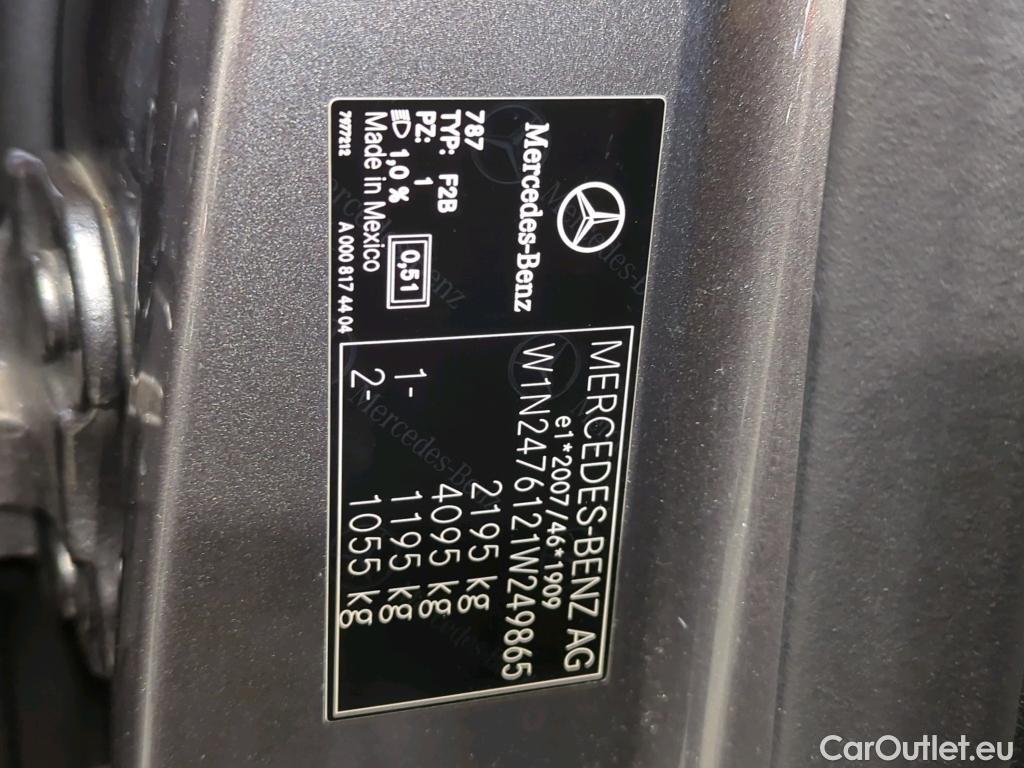 Mercedes-Benz
787
TYP: F2B
PZ: 1
1,0 % 0,51
Made in Mexico
7977212 A 000 817 44 04
MERCEDES-BENZ AG
e1*2007/46*1909
W1N2476121W249865
2195 kg
4095 kg
1- 1195 kg
2- 1055 kg
CarOutlet.eu